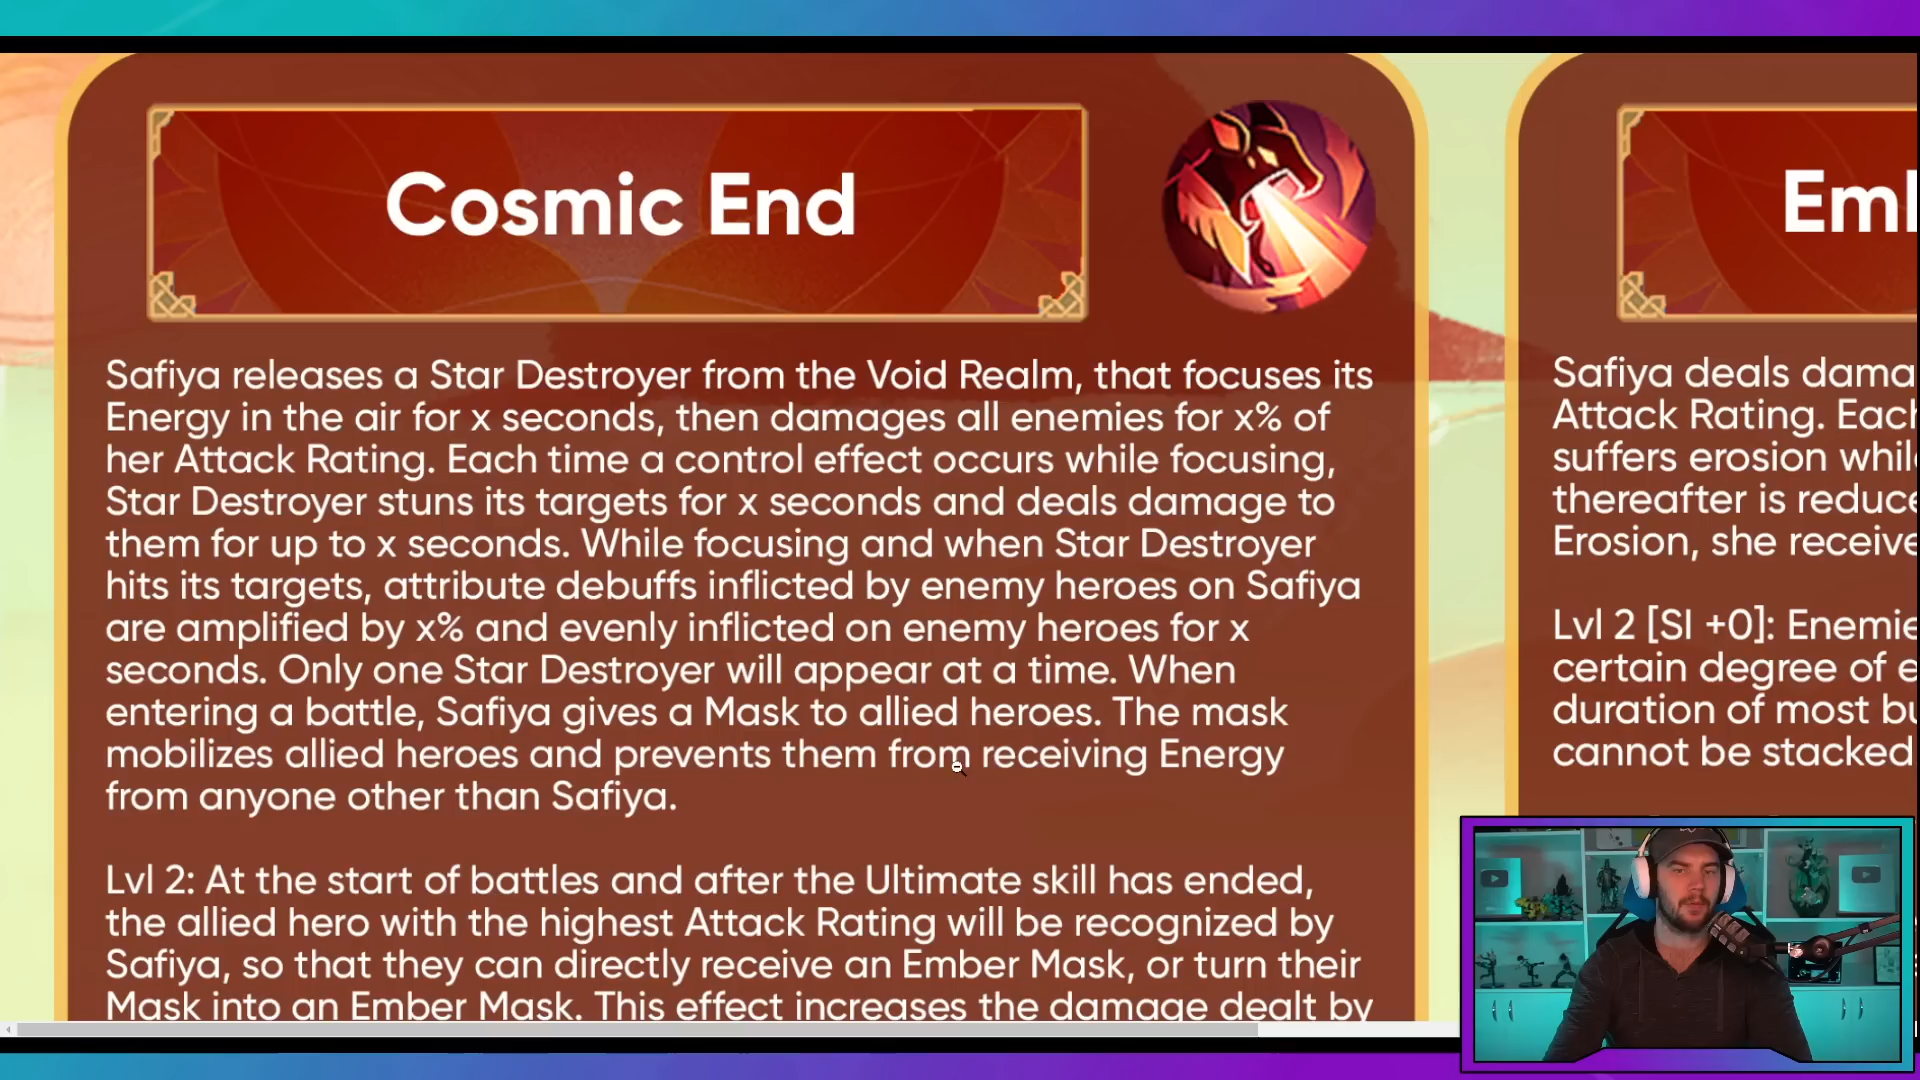 Cosmic End
Safiya releases a Star Destroyer from the Void Realm, that focuses its
Energy in the air for x seconds, then damages all enemies for x% of
her Attack Rating. Each time a control effect occurs while focusing,
Star Destroyer stuns its targets for x seconds and deals damage to
them for up to x seconds. While focusing and when Star Destroyer
hits its targets, attribute debuffs inflicted by enemy heroes on Safiya
are amplified by x% and evenly inflicted on enemy heroes for x
seconds. Only one Star Destroyer will appear at a time. When
entering a battle, Safiya gives a Mask to allied heroes. The mask
mobilizes allied heroes and prevents them from receiving Energy
from anyone other than Safiya.
Lvl 2: At the start of battles and after the Ultimate skill has ended,
the allied hero with the highest Attack Rating will be recognized by
Safiya, so that they can directly receive an Ember Mask, or turn their
Mask into an Ember Mask. This effect increases the damage dealt by
Safiya deals
Attack Rating.
suffers erosion
thereafter is
Erosion, she
Lvl 2 [SI +0]:
certain degree of
duration of most
cannot be stacked